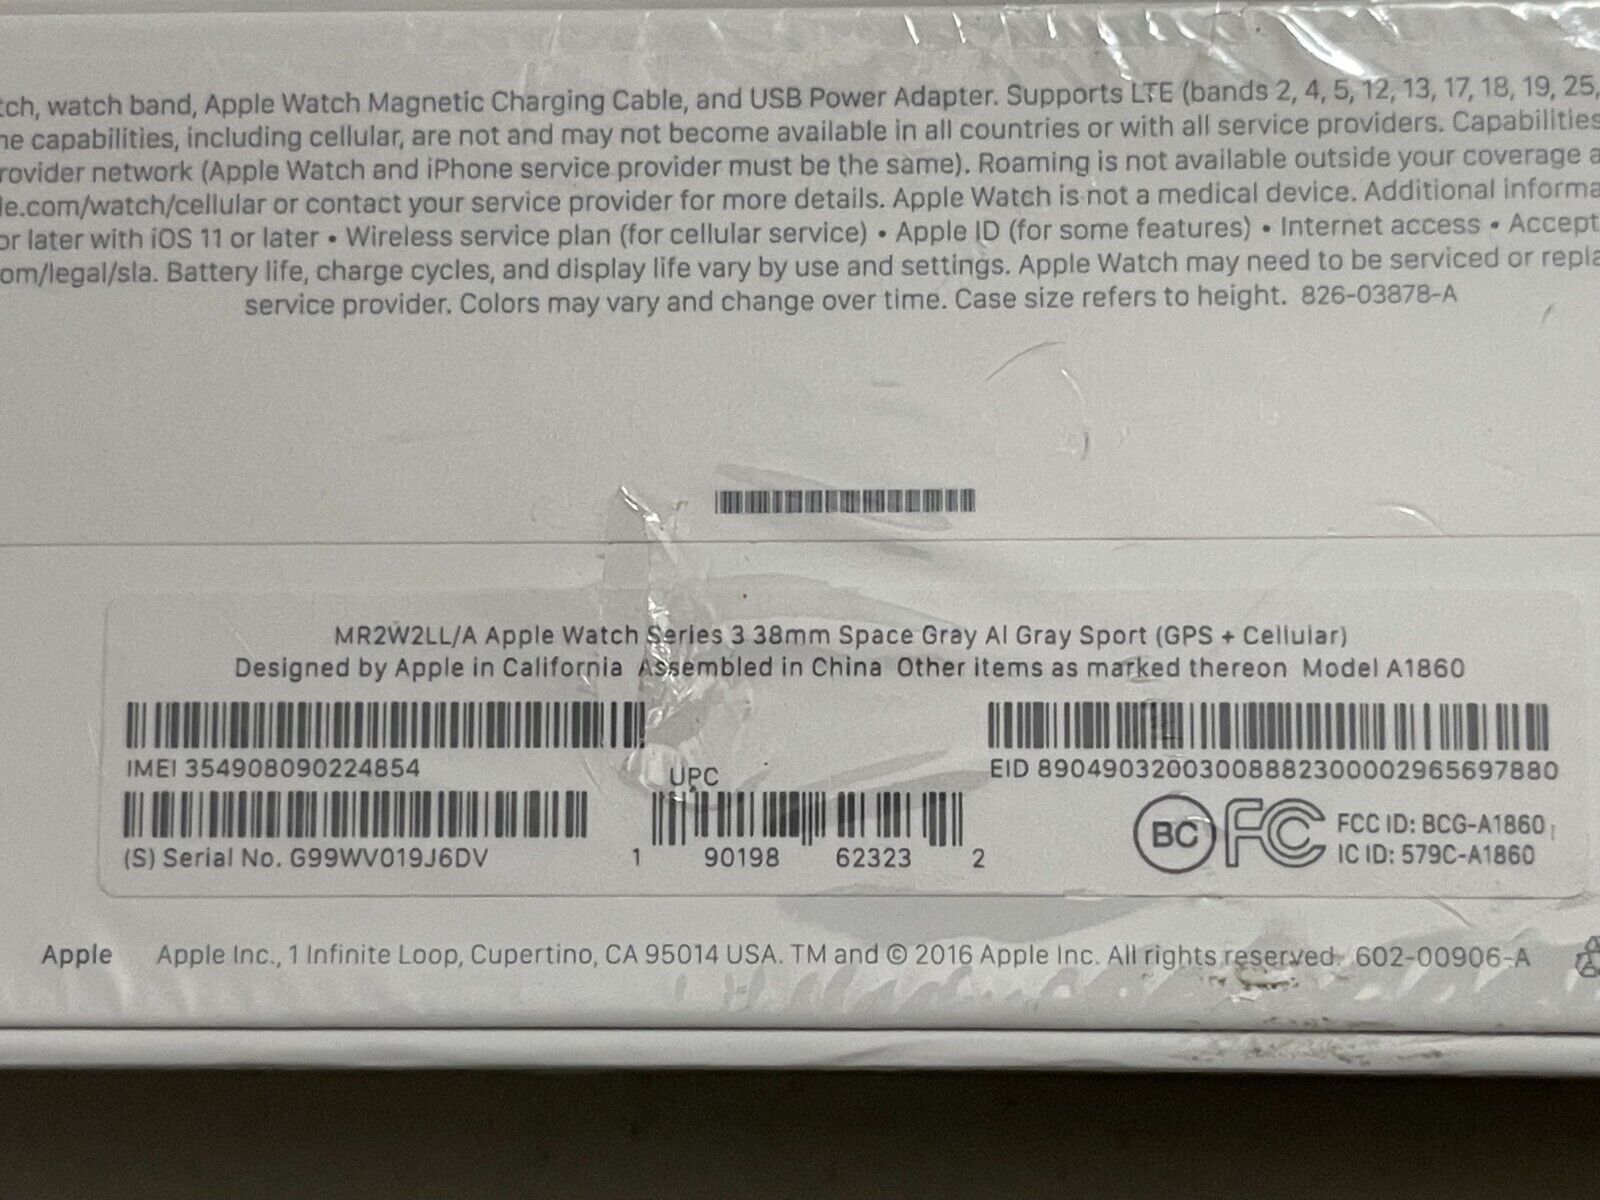 watch band, Apple Watch Magnetic Charging Cable, and USB Power Adapter. Supports LTE (bands 2, 4, 5, 12, 13, 17, 18, 19, 25,
capabilities, including cellular, are not and may not become available in all countries or with all service providers. Capabilities
network (Apple Watch and iPhone service provider must be the same). Roaming is not available outside your coverage
le.com/watch/cellular or contact your service provider for more details. Apple Watch is not a medical device. Additional informa
or later with iOS 11 or later • Wireless service plan (for cellular service) • Apple ID (for some features) • Internet access • Accept
om/legal/sla. Battery life, charge cycles, and display life vary by use and settings. Apple Watch may need to be serviced or repla
service provider. Colors may vary and change over time. Case size refers to height. 826-03878-A
MR2W2LL/A Apple Watch Series 3 38mm Space Gray Al Gray Sport (GPS + Cellular)
Designed by Apple in California Assembled in China Other items as marked thereon Model A1860
IMEI 354908090224854
EID 89049032003008882300002965697880
UPC
(S) Serial No. G99WV019J6DV
1 90198 62323 2
BC FC
FCC ID: BCG-A1860
IC ID: 579C-A1860
Apple Apple Inc., 1 Infinite Loop, Cupertino, CA 95014 USA. TM and © 2016 Apple Inc. All rights reserved. 602-00906-A